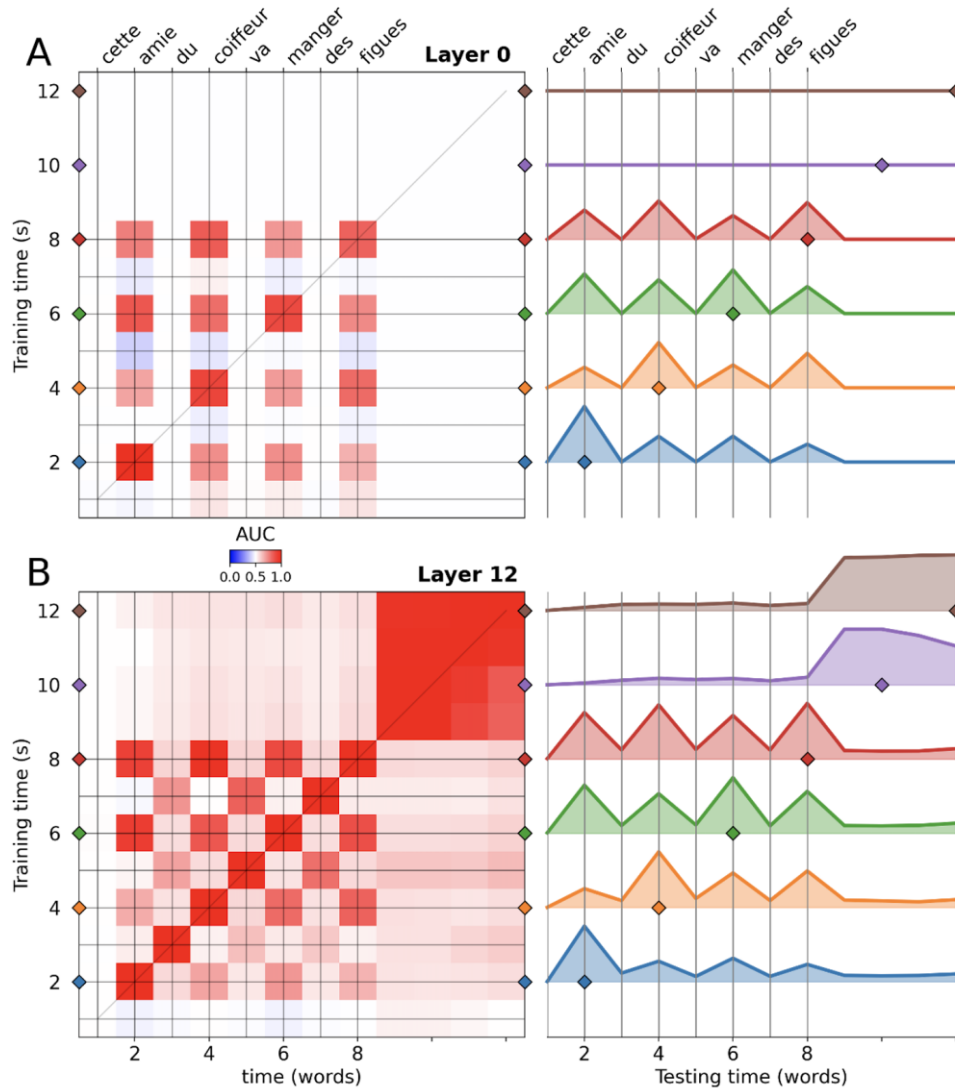 cette amie du coiffeur va manger des figues
cette amie du coiffeur va manger des figues
A
Layer 0
12
10
8
6
4
2
Training time (s)
AUC
0.0 0.5 1.0
B
Layer 12
12
10
8
6
4
2
Training time (s)
2 4 6 8
time (words)
2 4 6 8
Testing time (words)